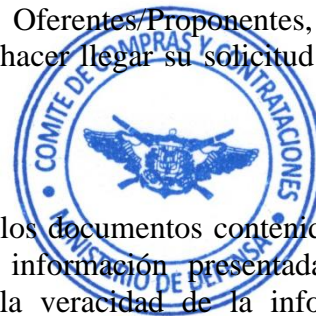 Oferentes/Proponentes,
hacer llegar su solicitud
COMITE DE COMPRAS Y CONTRATACIONES
los documentos contenid
información presentada
la veracidad de la info
MINISTERIO DE DEFENSA